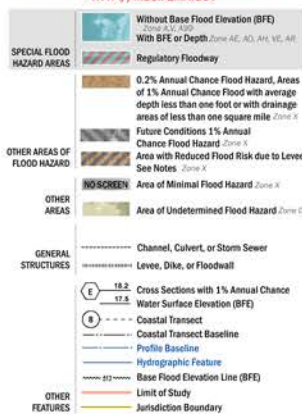 Without Base Flood Elevation (BFE)
Zone A,V, A99
With BFE or Depth Zone AE, AO, AH, VE, AR
SPECIAL FLOOD
HAZARD AREAS
Regulatory Floodway
0.2% Annual Chance Flood Hazard, Areas
of 1% Annual Chance Flood with average
depth less than one foot or with drainage
areas of less than one square mile Zone X
Future Conditions 1% Annual
Chance Flood Hazard Zone X
OTHER AREAS OF
FLOOD HAZARD
Area with Reduced Flood Risk due to Levee
See Notes Zone X
NO SCREEN Area of Minimal Flood Hazard Zone X
OTHER
AREAS
Area of Undetermined Flood Hazard Zone D
GENERAL
STRUCTURES
Channel, Culvert, or Storm Sewer
Levee, Dike, or Floodwall
E 18.2 Cross Sections with 1% Annual Chance
17.5 Water Surface Elevation (BFE)
8 Coastal Transect
Coastal Transect Baseline
Profile Baseline
Hydrographic Feature
513 Base Flood Elevation Line (BFE)
OTHER
FEATURES
Limit of Study
Jurisdiction Boundary